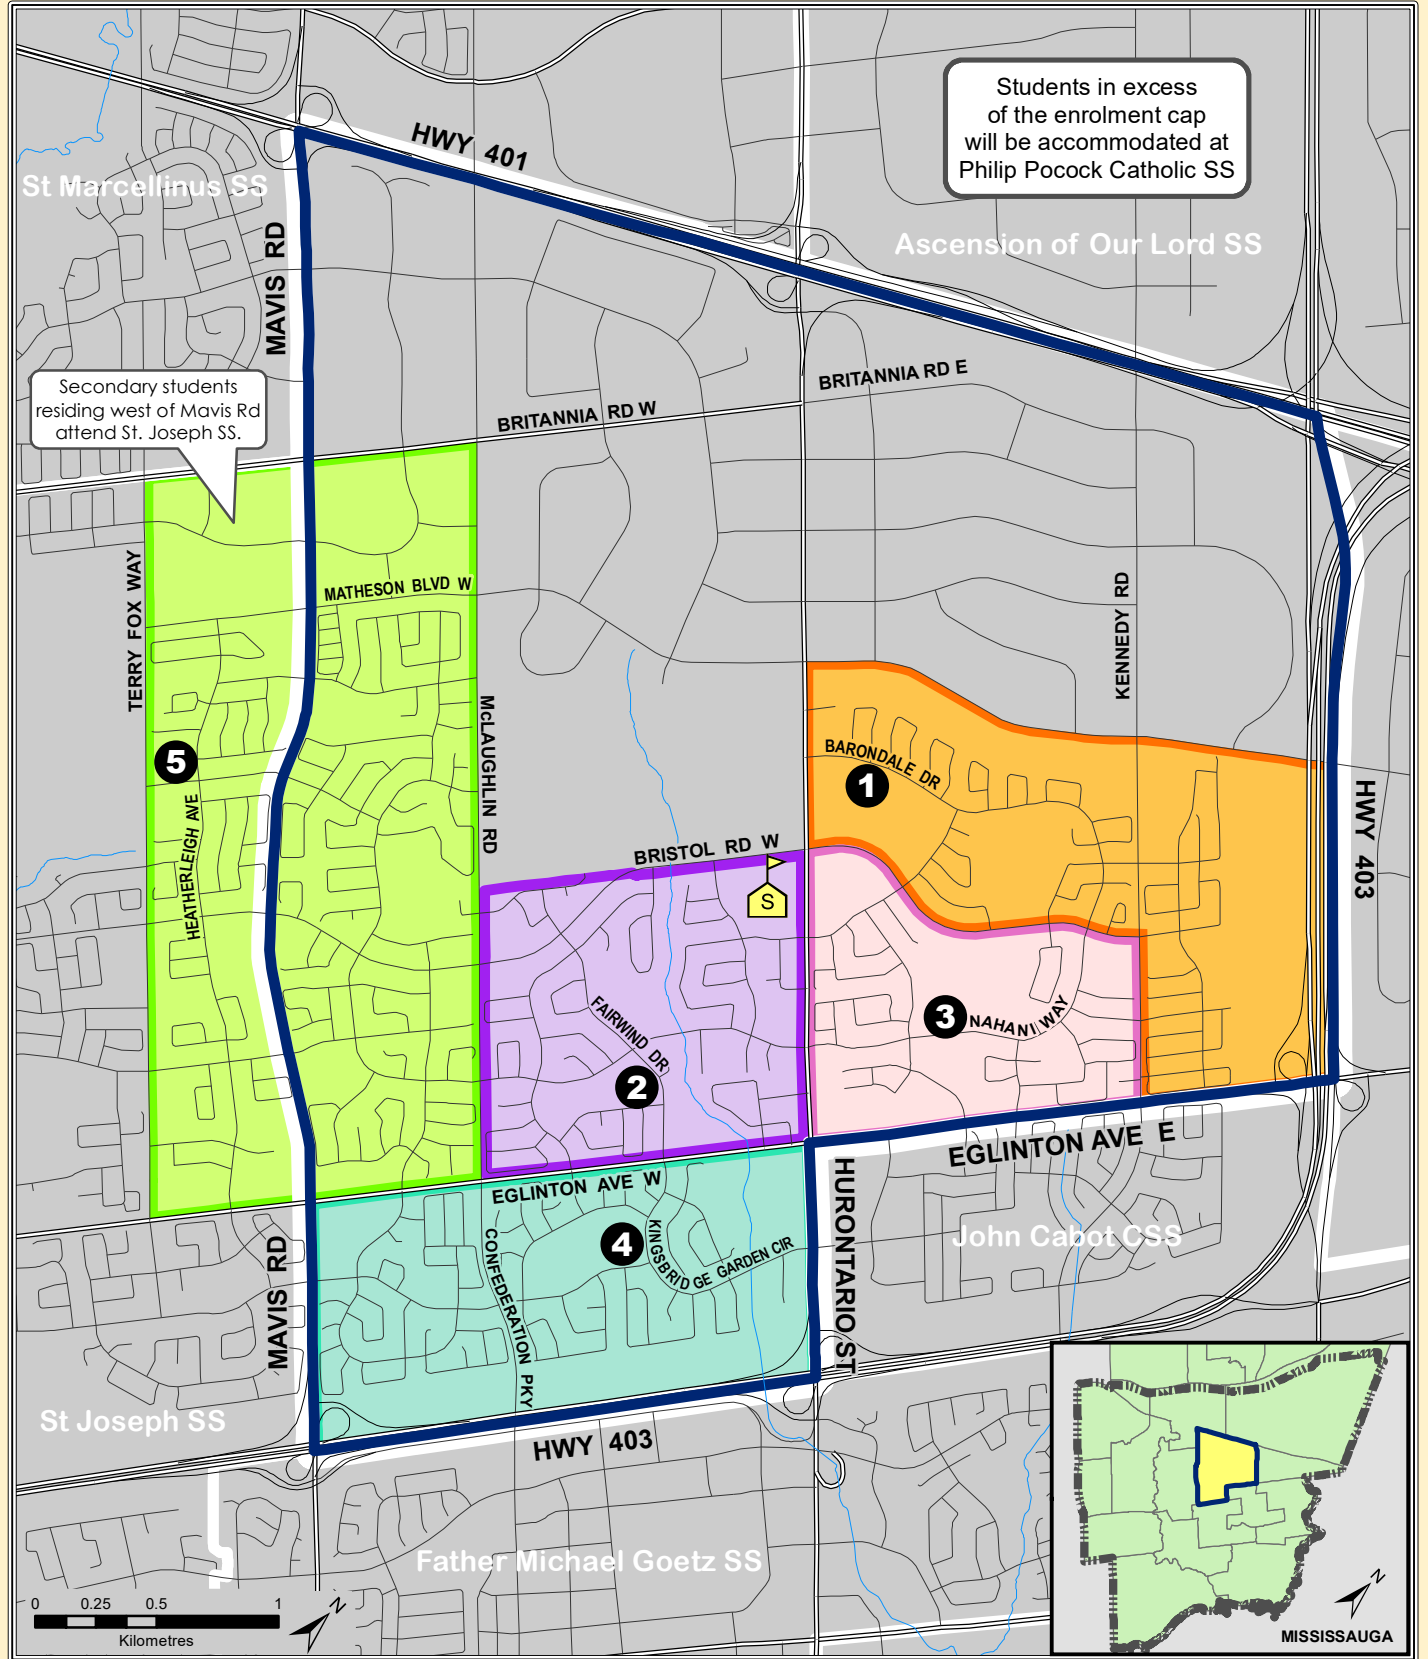 Students in excess
of the enrolment cap
will be accommodated at
Philip Pocock Catholic SS
HWY 401
St Marcellinus SS
Ascension of Our Lord SS
MAVIS RD
Secondary students
residing west of Mavis Rd
attend St. Joseph SS.
BRITANNIA RD E
BRITANNIA RD W
MATHESON BLVD W
TERRY FOX WAY
KENNEDY RD
McLAUGHLIN RD
BARONDALE DR
1
5
HWY 403
HEATHERLEIGH AVE
BRISTOL RD W
S
FAIRWIND DR
2
3
NAHANI WAY
EGLINTON AVE E
EGLINTON AVE W
HURONTARIO ST
John Cabot CSS
4
KINGSBRIDGE GARDEN CIR
CONFEDERATION PKY
MAVIS RD
St Joseph SS
HWY 403
Father Michael Goetz SS
0 0.25 0.5 1
Kilometres
N
N
MISSISSAUGA